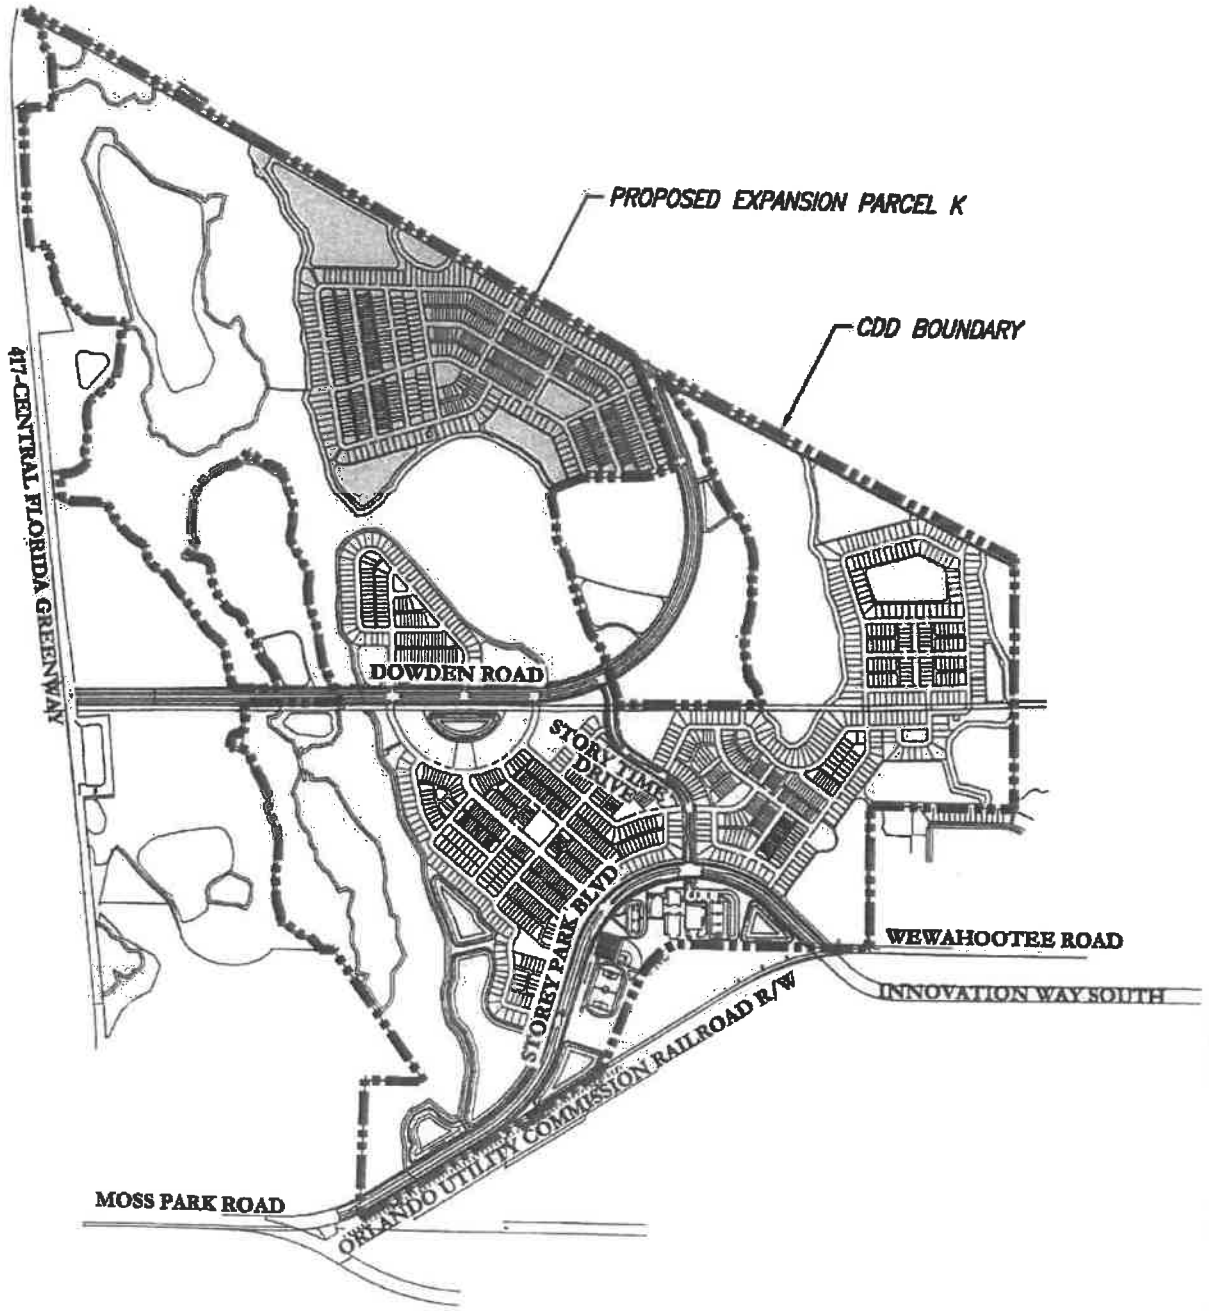 PROPOSED EXPANSION PARCEL K
CDD BOUNDARY
417-CENTRAL FLORIDA GREENWAY
DOWDEN ROAD
STORY TIME
DRIVE
STOREY PARK BLVD
WEWAHOOTEE ROAD
INNOVATION WAY SOUTH
ORLANDO UTILITY COMMISSION RAILROAD R/W
MOSS PARK ROAD